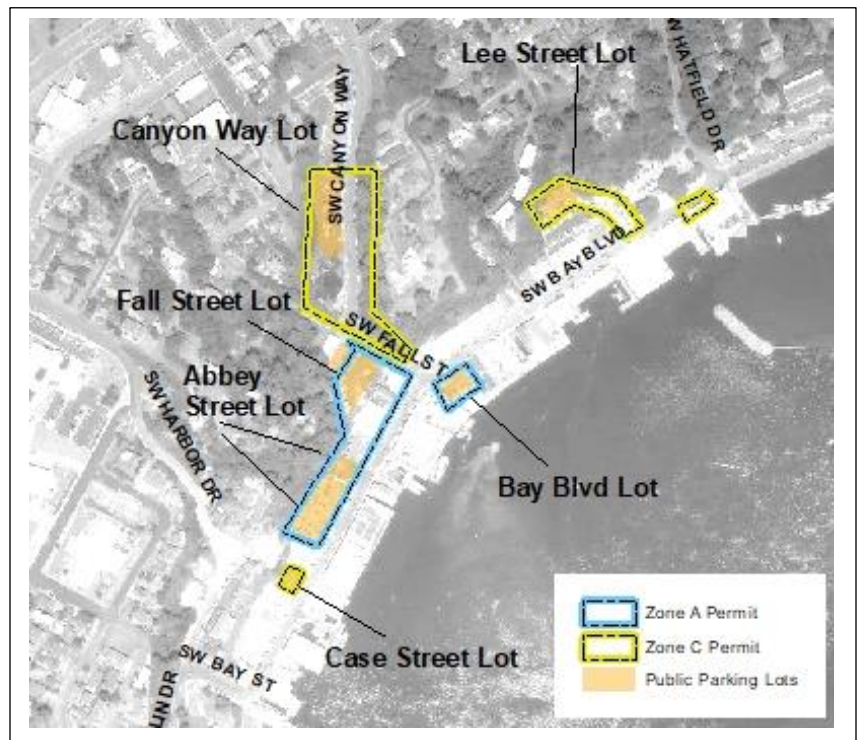 Lee Street Lot
W HATFIELD DR
Canyon Way Lot
SW CANYON WAY
SW BAY BLVD
Fall Street Lot
SW FALL ST
Abbey
Street Lot
SW HARBOR DR
Bay Blvd Lot
Case Street Lot
SW BAY ST
LIN DR
Zone A Permit
Zone C Permit
Public Parking Lots